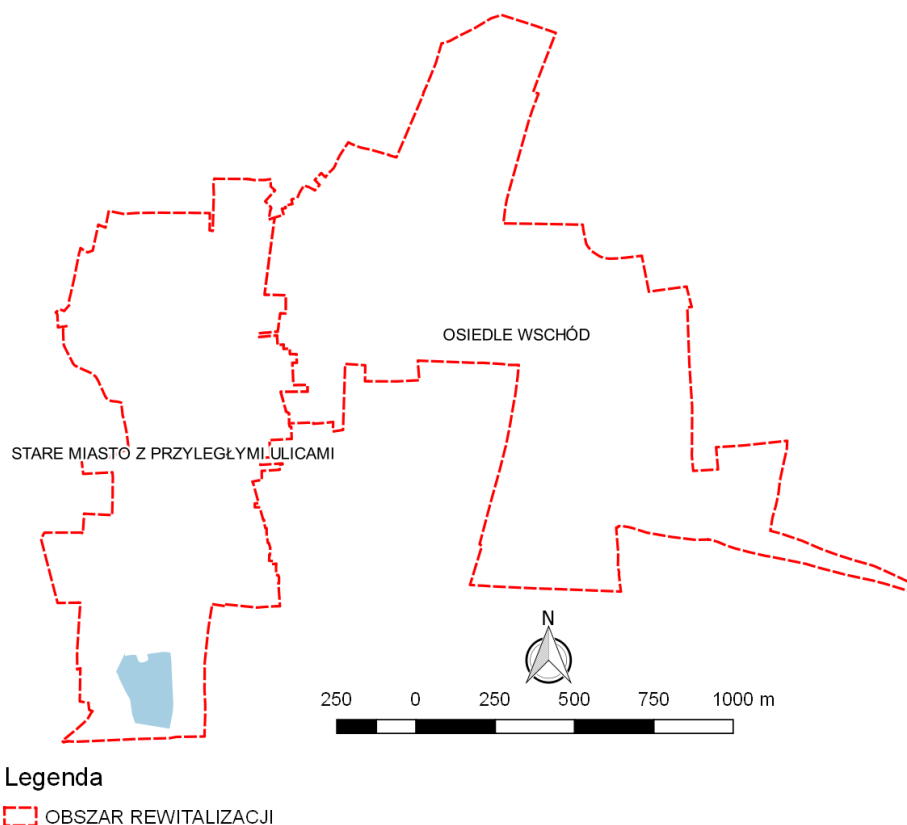 OSIEDLE WSCHÓD
STARE MIASTO Z PRZYLEGŁYMI ULICAMI
N
250 0 250 500 750 1000 m
Legenda
OBSZAR REWITALIZACJI